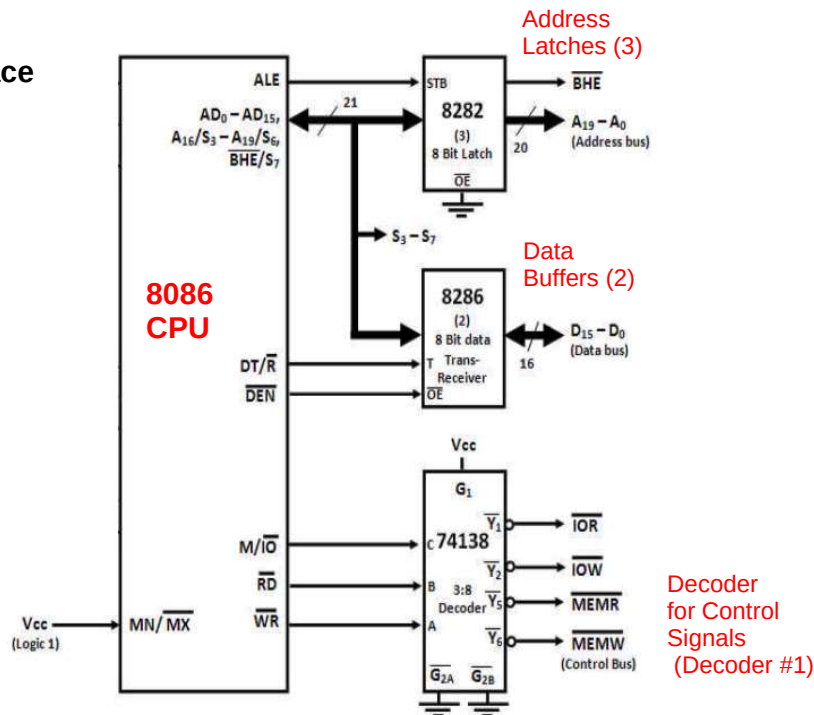 ace
Address
Latches (3)
ALE
STB
BHE
AD0 – AD15,
A16/S3 – A19/S6,
BHE/S7
21
8282
(3)
8 Bit Latch
OE
20
A19 – A0
(Address bus)
S3 – S7
Data
Buffers (2)
8086
CPU
8286
(2)
8 Bit data
Trans-
Receiver
T
OE
16
D15 – D0
(Data bus)
DT/R
DEN
Vcc
G1
M/IO
RD
WR
C
B
A
74138
3:8
Decoder
Y1
Y2
Y5
Y6
IOR
IOW
MEMR
MEMW
(Control Bus)
Decoder
for Control
Signals
(Decoder #1)
Vcc
(Logic 1)
MN/MX
G2A
G2B